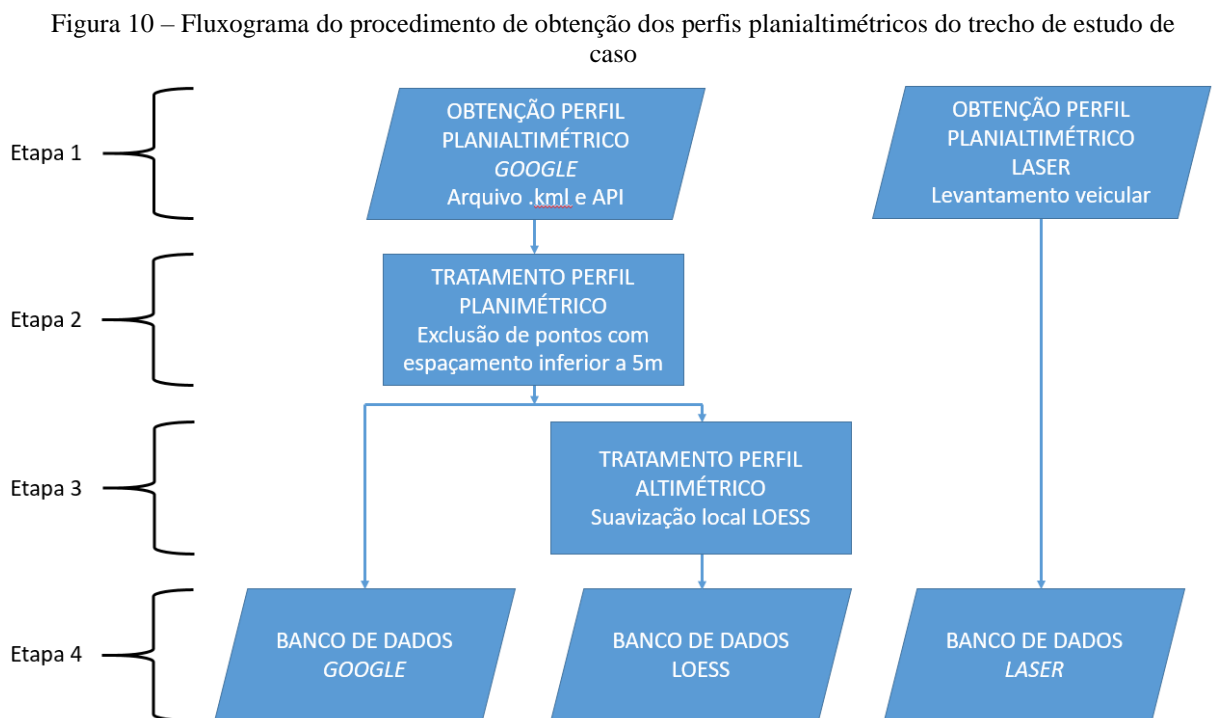 Figura 10 – Fluxograma do procedimento de obtenção dos perfis planialtimétricos do trecho de estudo de
caso
Etapa 1
OBTENÇÃO PERFIL
PLANIALTIMÉTRICO
GOOGLE
Arquivo .kml e API
OBTENÇÃO PERFIL
PLANIALTIMÉTRICO
LASER
Levantamento veicular
Etapa 2
TRATAMENTO PERFIL
PLANIMÉTRICO
Exclusão de pontos com
espaçamento inferior a 5m
Etapa 3
TRATAMENTO PERFIL
ALTIMÉTRICO
Suavização local LOESS
Etapa 4
BANCO DE DADOS
GOOGLE
BANCO DE DADOS
LOESS
BANCO DE DADOS
LASER